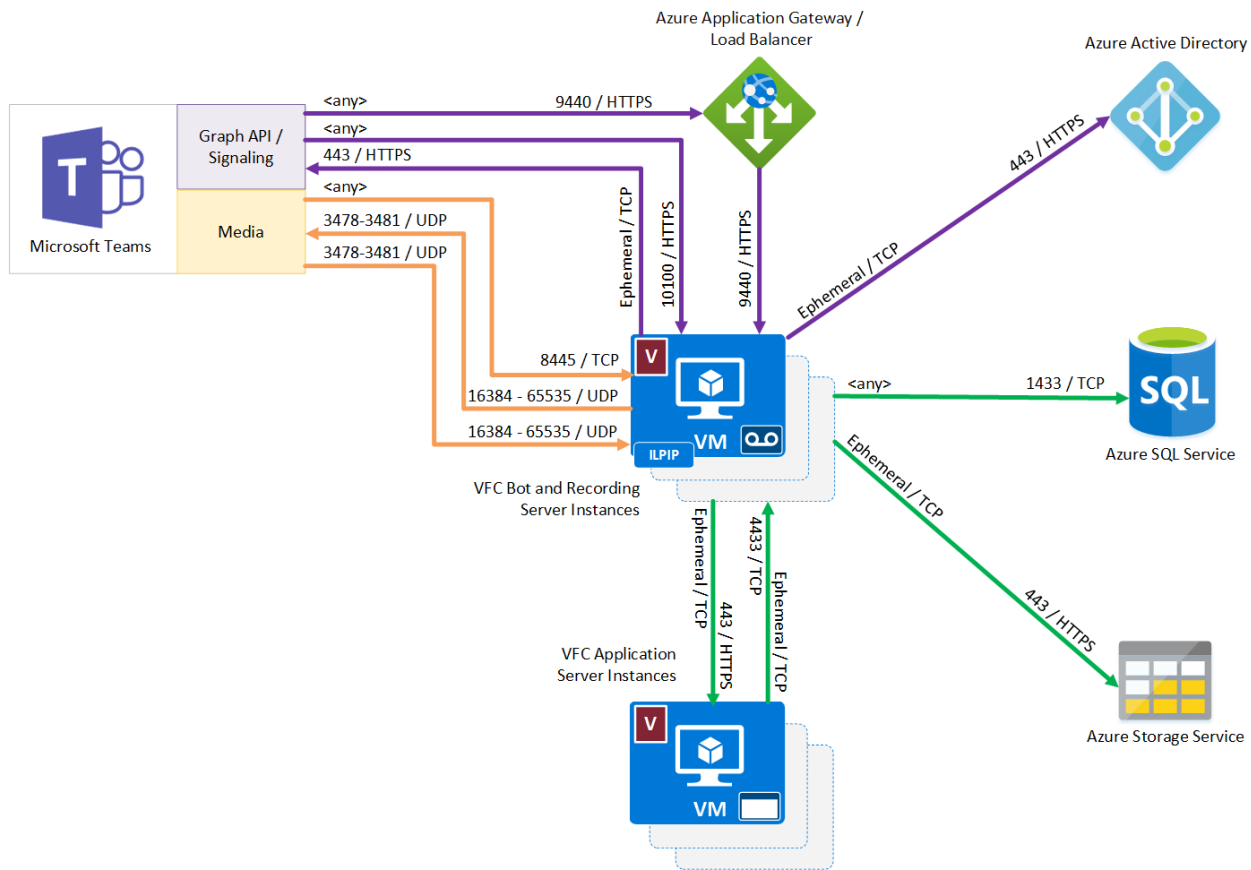 Azure Application Gateway /
Load Balancer
Azure Active Directory
<any>
9440 / HTTPS
<any>
443 / HTTPS
<any>
3478-3481 / UDP
3478-3481 / UDP
Graph API /
Signaling
Media
T
Microsoft Teams
Ephemeral / TCP
10100 / HTTPS
9440 / HTTPS
443 / HTTPS
Ephemeral / TCP
8445 / TCP
16384 - 65535 / UDP
16384 - 65535 / UDP
V
VM
ILPIP
VFC Bot and Recording
Server Instances
<any>
1433 / TCP
SQL
Azure SQL Service
Ephemeral / TCP
443 / HTTPS
Azure Storage Service
Ephemeral / TCP
443 / HTTPS
4433 / TCP
Ephemeral / TCP
VFC Application
Server Instances
V
VM